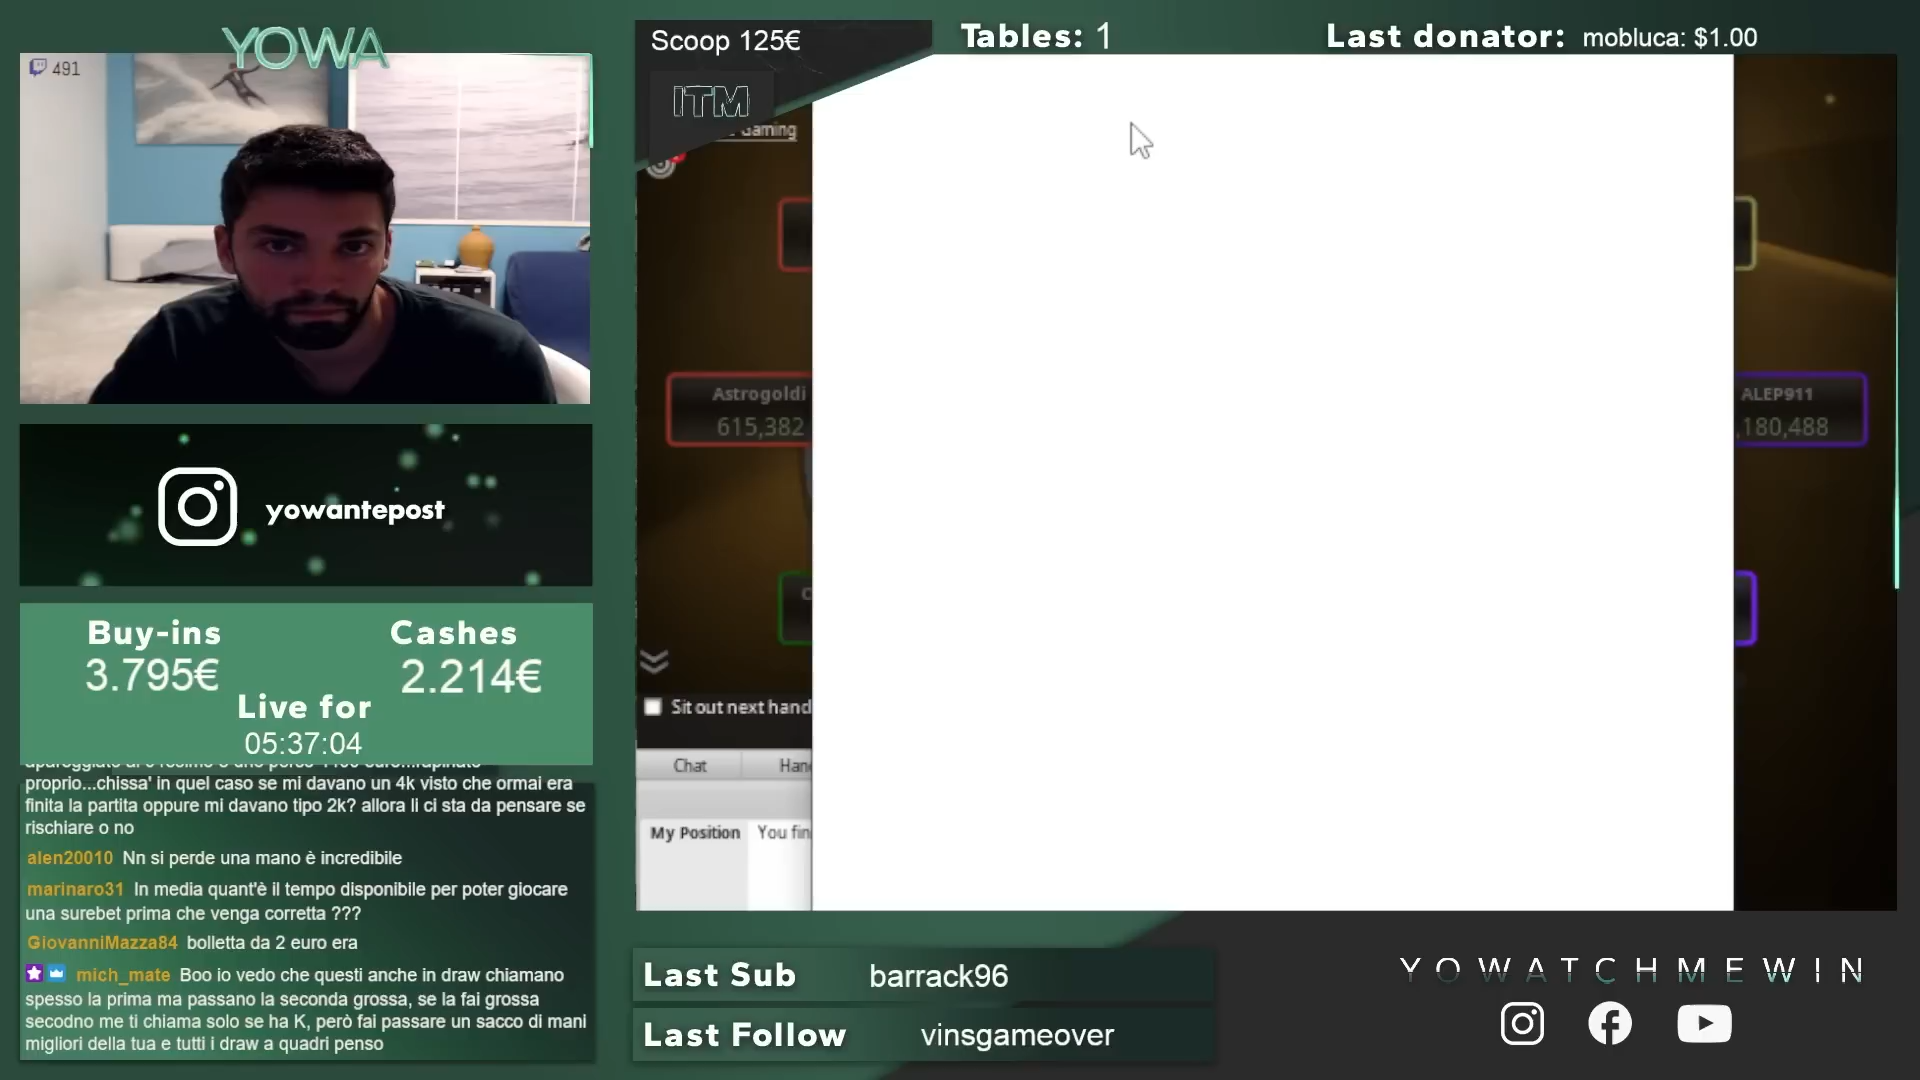 YOWA
491
Scoop 125€
ITM
Tables: 1
Last donator: mobluca: $1.00
Gaming
Astrogoldi
615,382
ALEP911
,180,488
yowantepost
Buy-ins
3.795€
Cashes
2.214€
Live for
05:37:04
Sit out next hand
Chat
Han
My Position You fin
proprio...chissa' in quel caso se mi davano un 4k visto che ormai era
finita la partita oppure mi davano tipo 2k? allora li ci sta da pensare se
rischiare o no
alen20010 Nn si perde una mano è incredibile
marinaro31 In media quant'è il tempo disponibile per poter giocare
una surebet prima che venga corretta ???
GiovanniMazza84 bolletta da 2 euro era
mich_mate Boo io vedo che questi anche in draw chiamano
spesso la prima ma passano la seconda grossa, se la fai grossa
secodno me ti chiama solo se ha K, però fai passare un sacco di mani
migliori della tua e tutti i draw a quadri penso
Last Sub barrack96
Last Follow vinsgameover
YOWATCHMEWIN